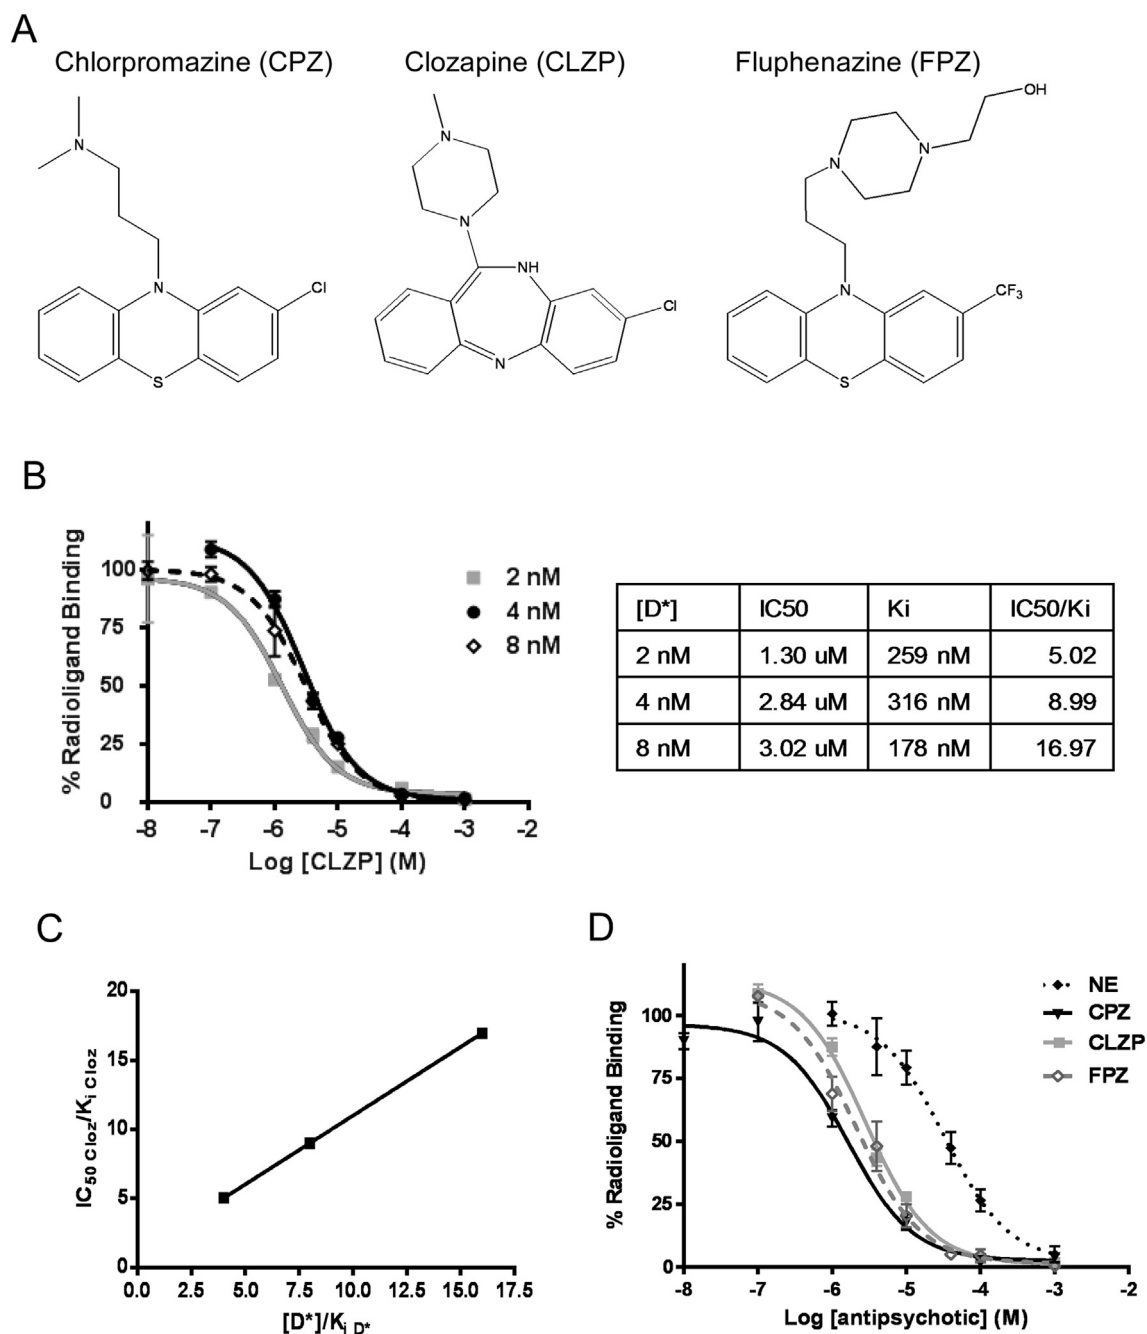 A
Chlorpromazine (CPZ) Clozapine (CLZP) Fluphenazine (FPZ)
N N S Cl
N N NH N Cl
OH N N N S CF3
B
% Radioligand Binding
100
75
50
25
0
-8 -7 -6 -5 -4 -3 -2
Log [CLZP] (M)
2 nM
4 nM
8 nM
[D*] IC50 Ki IC50/Ki
2 nM 1.30 uM 259 nM 5.02
4 nM 2.84 uM 316 nM 8.99
8 nM 3.02 uM 178 nM 16.97
C
IC50 Cloz/Ki Cloz
20
15
10
5
0
0.0 2.5 5.0 7.5 10.0 12.5 15.0 17.5
[D*]/Ki D*
D
% Radioligand Binding
100
75
50
25
0
-8 -7 -6 -5 -4 -3 -2
Log [antipsychotic] (M)
NE
CPZ
CLZP
FPZ